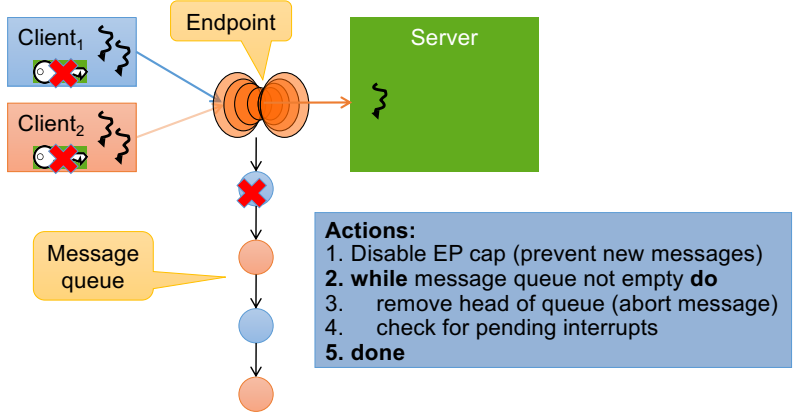 Endpoint
Client₁
Server
Client₂
Message
queue
Actions:
1. Disable EP cap (prevent new messages)
2. while message queue not empty do
3. remove head of queue (abort message)
4. check for pending interrupts
5. done